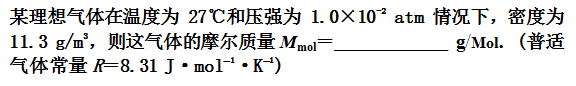 某理想气体在温度为 27℃和压强为 1.0×10⁻² atm 情况下，密度为
11.3 g/m³，则这气体的摩尔质量 Mmol＝____________ g/Mol. (普适
气体常量 R＝8.31 J·mol⁻¹·K⁻¹)